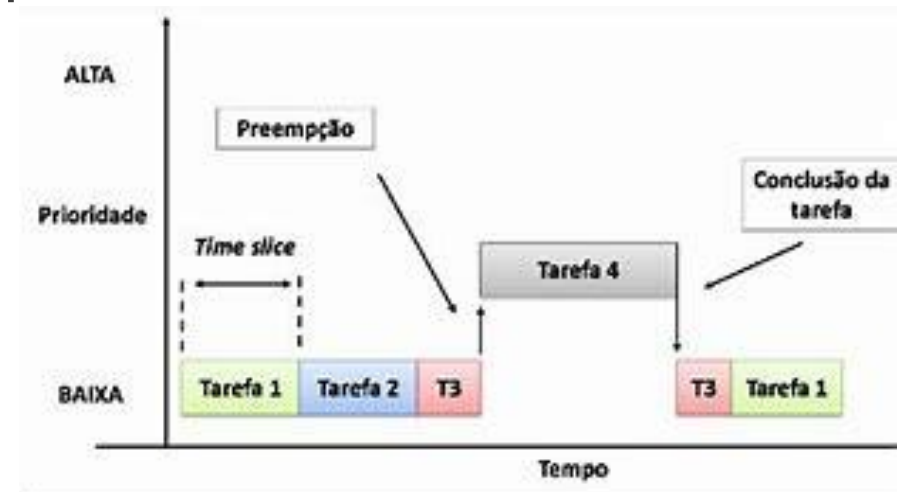 ALTA
Preempção
Conclusão da
tarefa
Prioridade
Time slice
Tarefa 4
BAIXA
Tarefa 1
Tarefa 2
T3
T3
Tarefa 1
Tempo